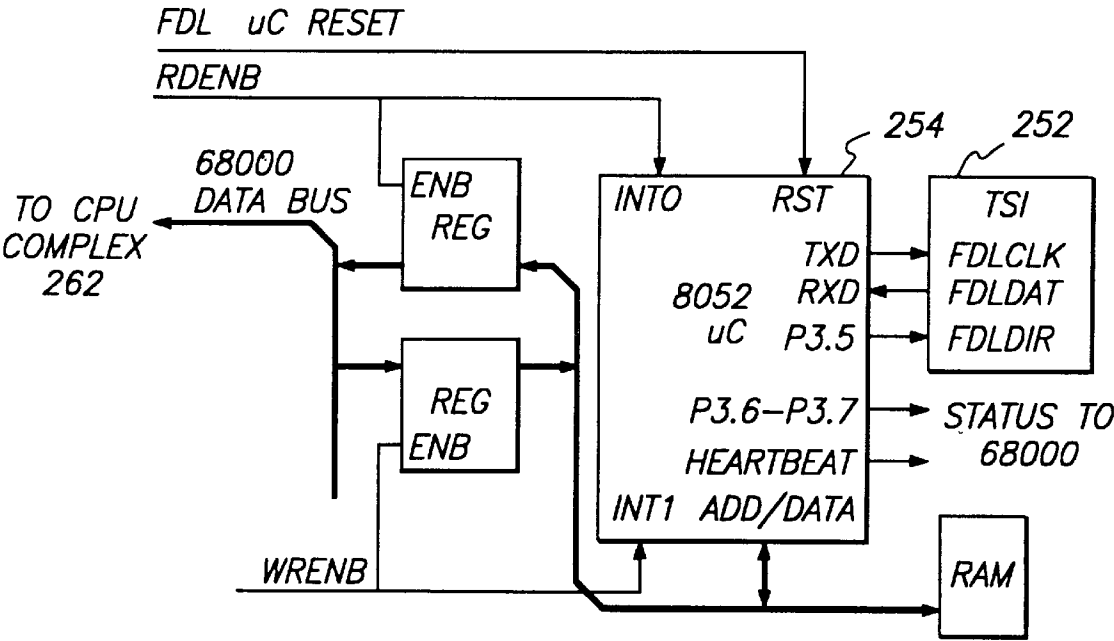 FDL uC RESET
RDENB
254
252
68000
DATA BUS
TO CPU
COMPLEX
262
ENB
REG
REG
ENB
INTO
RST
TXD
RXD
8052
uC
P3.5
P3.6-P3.7
HEARTBEAT
INT1 ADD/DATA
TSI
FDLCLK
FDLDAT
FDLDIR
STATUS TO
68000
WRENB
RAM